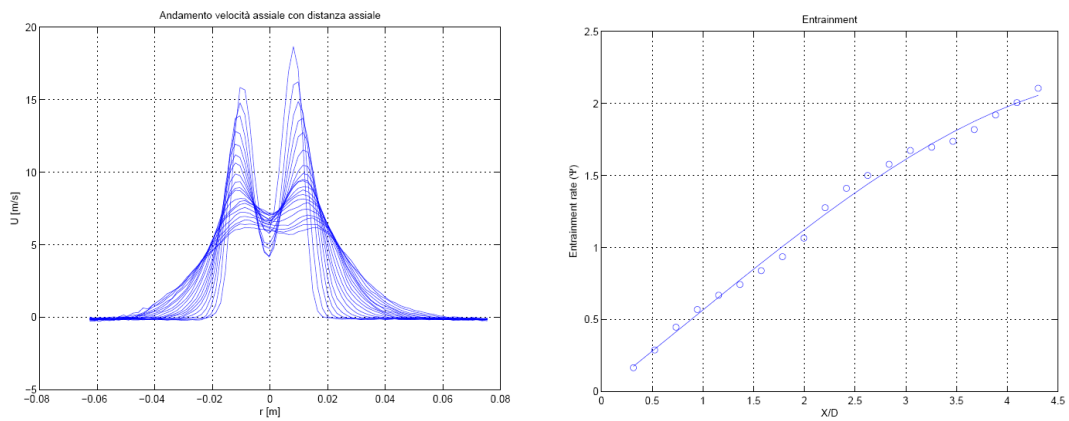 Andamento velocità assiale con distanza assiale
20
15
10
5
0
−5
U [m/s]
−0.08 −0.06 −0.04 −0.02 0 0.02 0.04 0.06 0.08
r [m]
Entrainment
2.5
2
1.5
1
0.5
0
Entrainment rate (Ψ)
0 0.5 1 1.5 2 2.5 3 3.5 4 4.5
X/D